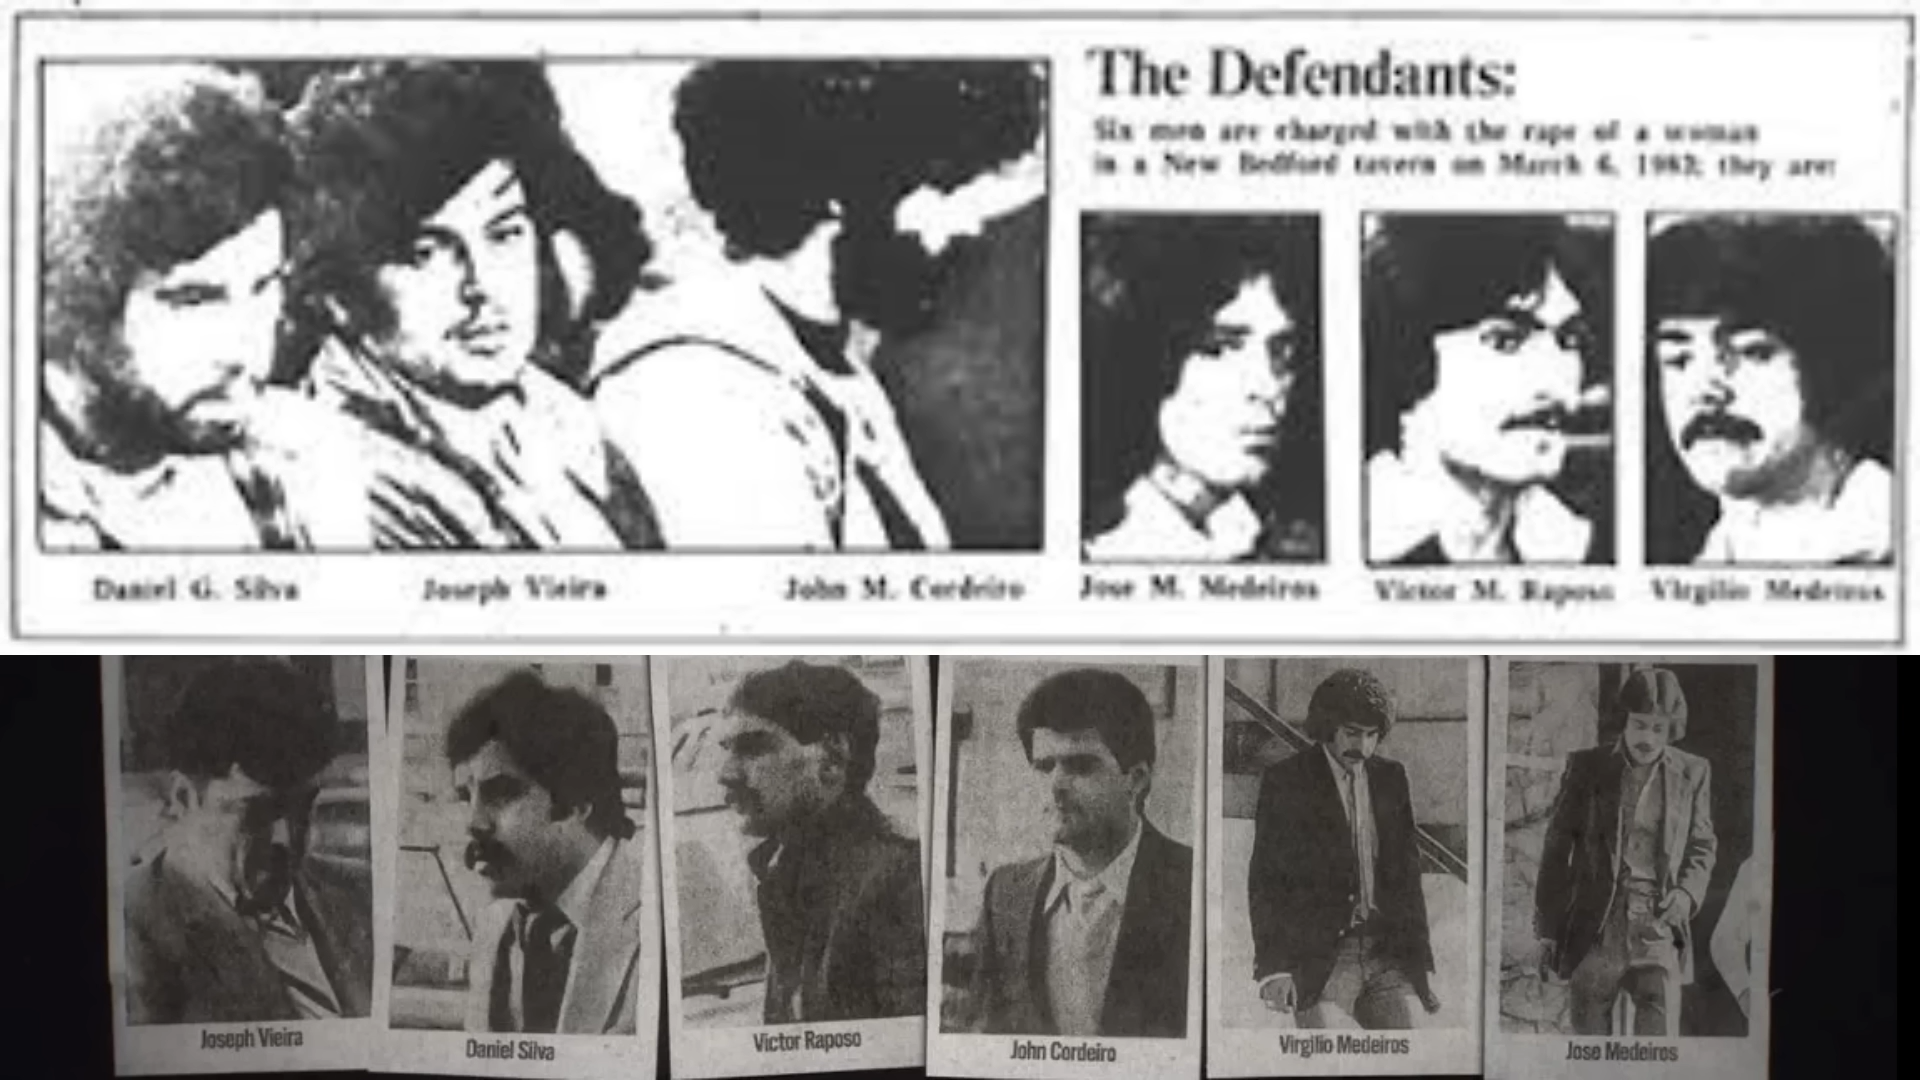 The Defendants:
Six men are charged with the rape of a woman
in a New Bedford tavern on March 6, 1983; they are:
Daniel G. Silva
Joseph Vieira
John M. Cordeiro
Jose M. Medeiros
Victor M. Raposo
Virgilio Medeiros
Joseph Vieira
Daniel Silva
Victor Raposo
John Cordeiro
Virgilio Medeiros
Jose Medeiros